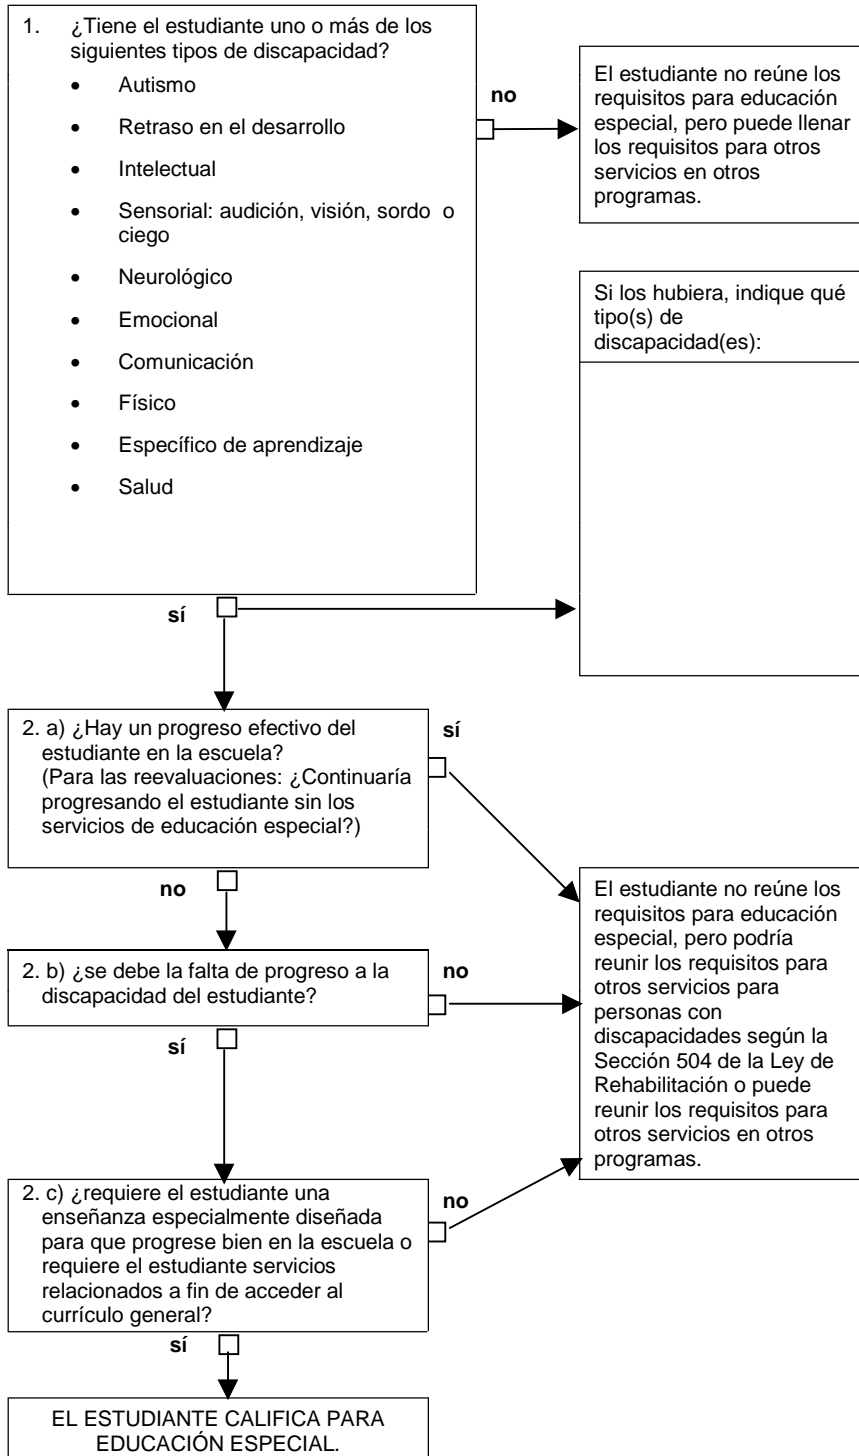 1. ¿Tiene el estudiante uno o más de los
siguientes tipos de discapacidad?
• Autismo
• Retraso en el desarrollo
• Intelectual
• Sensorial: audición, visión, sordo o
ciego
• Neurológico
• Emocional
• Comunicación
• Físico
• Específico de aprendizaje
• Salud
no
El estudiante no reúne los
requisitos para educación
especial, pero puede llenar
los requisitos para otros
servicios en otros
programas.
Si los hubiera, indique qué
tipo(s) de
discapacidad(es):
sí
2. a) ¿Hay un progreso efectivo del
estudiante en la escuela?
(Para las reevaluaciones: ¿Continuaría
progresando el estudiante sin los
servicios de educación especial?)
sí
no
2. b) ¿se debe la falta de progreso a la
discapacidad del estudiante?
no
sí
El estudiante no reúne los
requisitos para educación
especial, pero podría
reunir los requisitos para
otros servicios para
personas con
discapacidades según la
Sección 504 de la Ley de
Rehabilitación o puede
reunir los requisitos para
otros servicios en otros
programas.
2. c) ¿requiere el estudiante una
enseñanza especialmente diseñada
para que progrese bien en la escuela o
requiere el estudiante servicios
relacionados a fin de acceder al
currículo general?
no
sí
EL ESTUDIANTE CALIFICA PARA
EDUCACIÓN ESPECIAL.